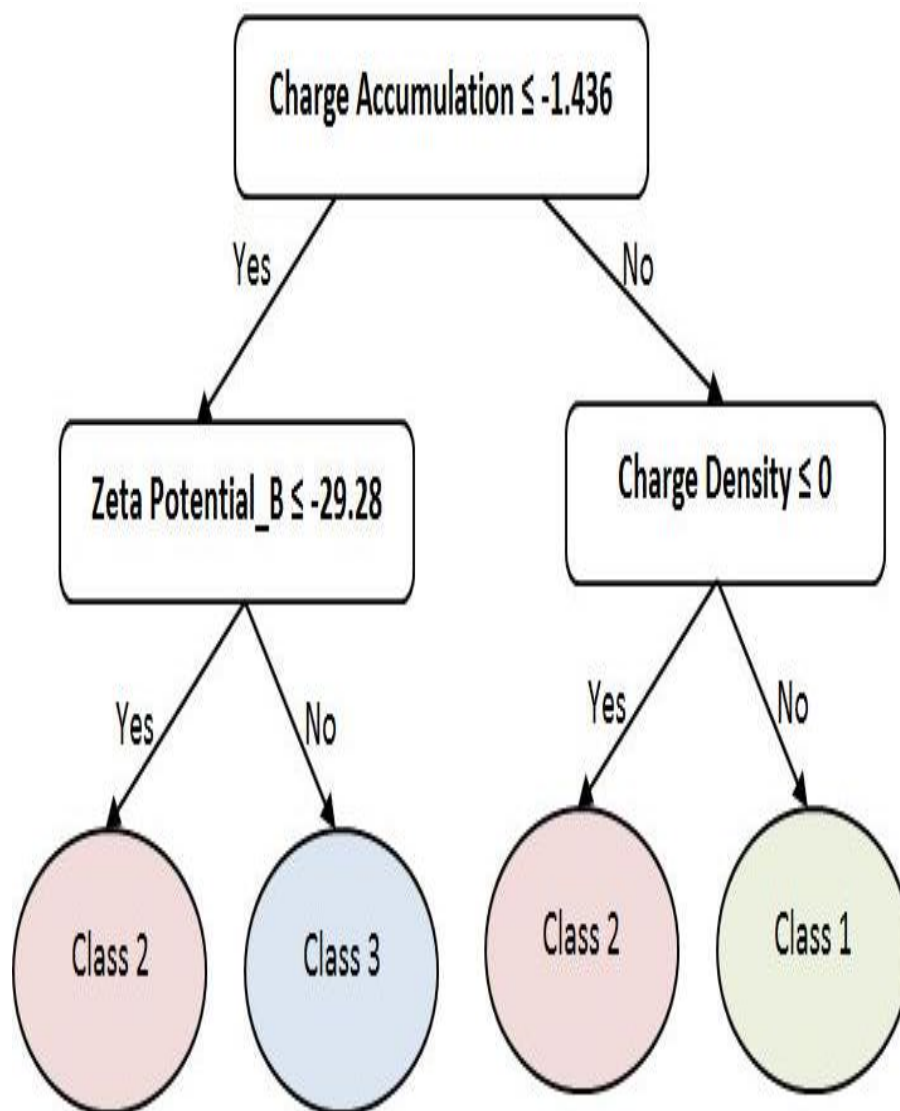 Charge Accumulation ≤ -1.436
Yes
No
Zeta Potential_B ≤ -29.28
Charge Density ≤ 0
Yes
No
Yes
No
Class 2
Class 3
Class 2
Class 1